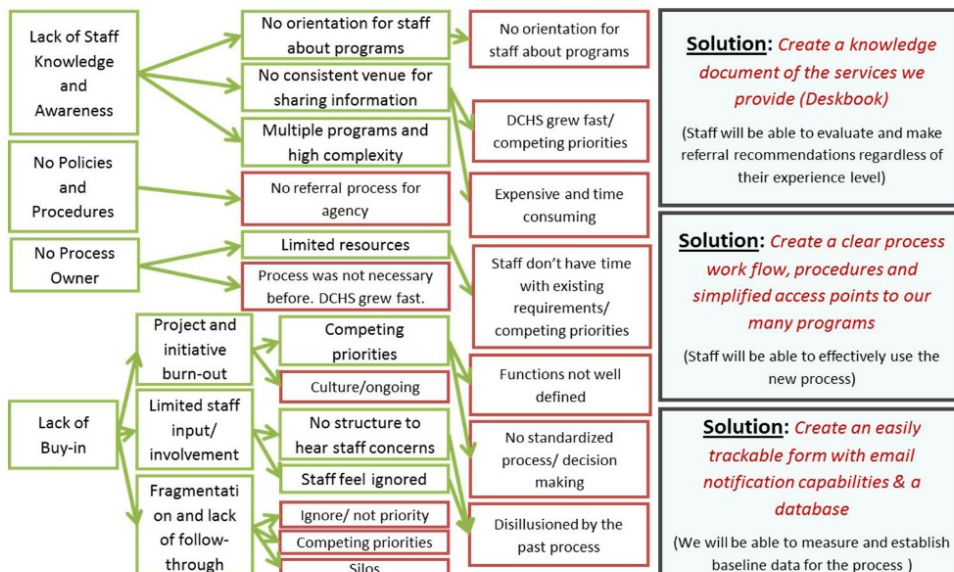 Lack of Staff
Knowledge
and
Awareness
No Policies
and
Procedures
No Process
Owner
Lack of
Buy-in
Project and
initiative
burn-out
Limited staff
input/
involvement
Fragmentati
on and lack
of follow-
through
No orientation for staff
about programs
No consistent venue for
sharing information
Multiple programs and
high complexity
No referral process for
agency
Limited resources
Process was not necessary
before. DCHS grew fast.
Competing
priorities
Culture/ongoing
No structure to
hear staff concerns
Staff feel ignored
Ignore/ not priority
Competing priorities
Silos
No orientation for
staff about programs
DCHS grew fast/
competing priorities
Expensive and time
consuming
Staff don’t have time
with existing
requirements/
competing priorities
Functions not well
defined
No standardized
process/ decision
making
Disillusioned by the
past process
Solution: Create a knowledge
document of the services we
provide (Deskbook)
(Staff will be able to evaluate and make
referral recommendations regardless of
their experience level)
Solution: Create a clear process
work flow, procedures and
simplified access points to our
many programs
(Staff will be able to effectively use the
new process)
Solution: Create an easily
trackable form with email
notification capabilities & a
database
(We will be able to measure and establish
baseline data for the process )